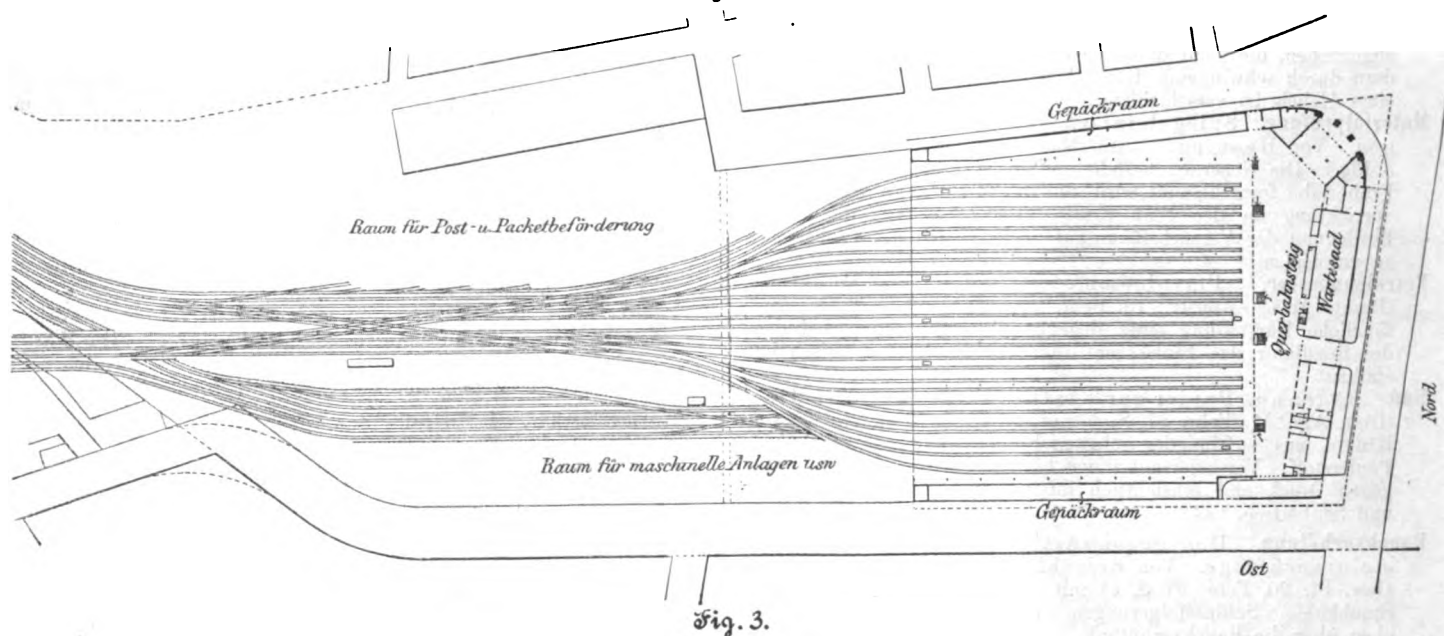 Gepäckraum
Raum für Post-u. Packetbeförderung
Querbahnsteig
Wartesaal
Nord
Raum für maschinelle Anlagen usw
Gepäckraum
Ost
Fig. 3.